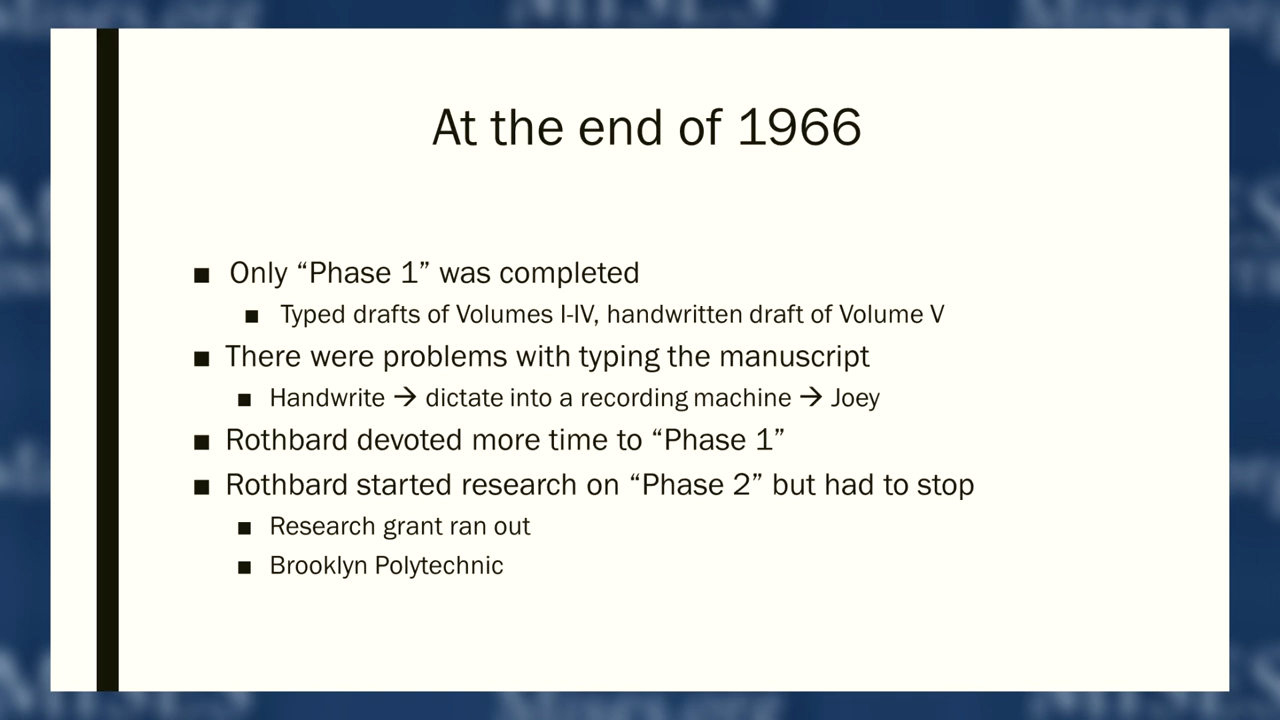 At the end of 1966
■ Only “Phase 1” was completed
■ Typed drafts of Volumes I-IV, handwritten draft of Volume V
■ There were problems with typing the manuscript
■ Handwrite → dictate into a recording machine → Joey
■ Rothbard devoted more time to “Phase 1”
■ Rothbard started research on “Phase 2” but had to stop
■ Research grant ran out
■ Brooklyn Polytechnic